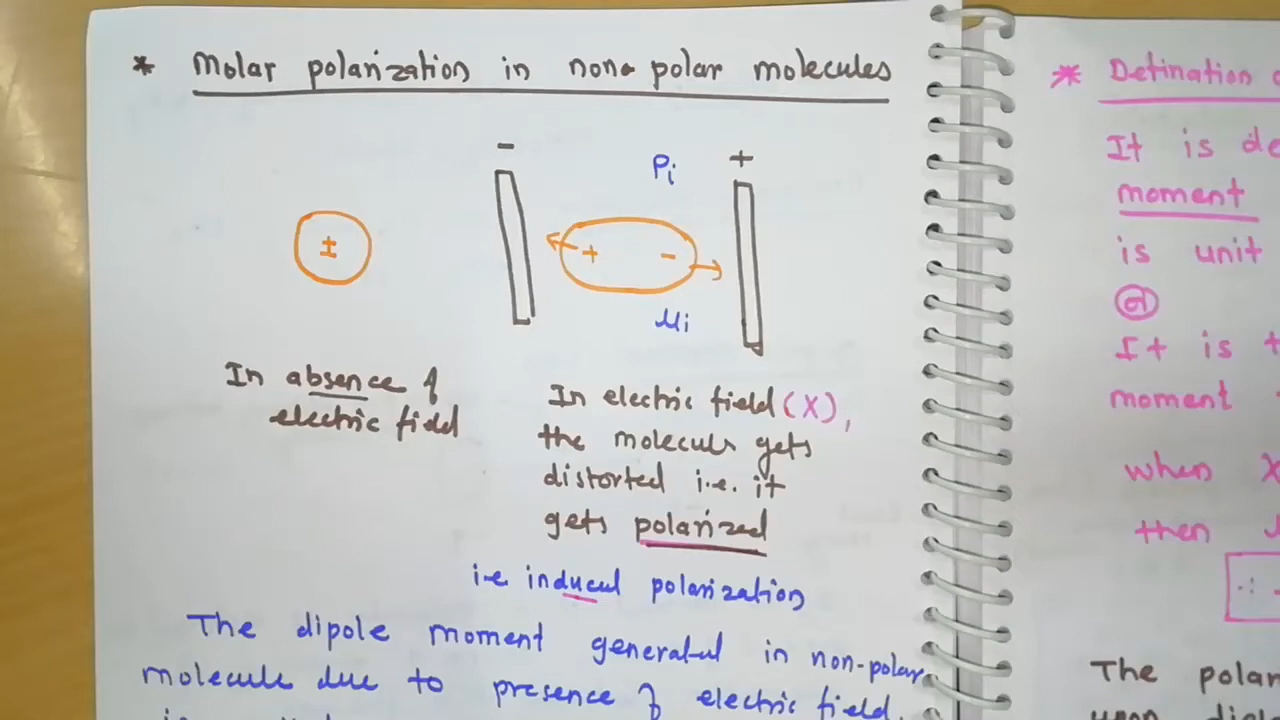 * Molar polarization in non-polar molecules
- Pi +
±
+ -
μi
In absence of
electric field
In electric field (X),
the molecule gets
distorted i.e. it
gets polarized
i.e induced polarization
The dipole moment generated in non-polar
molecule due to presence of electric field,
* Defination
It is de
moment
is unit
It is t
moment
when X
then
∴
The polar
upon